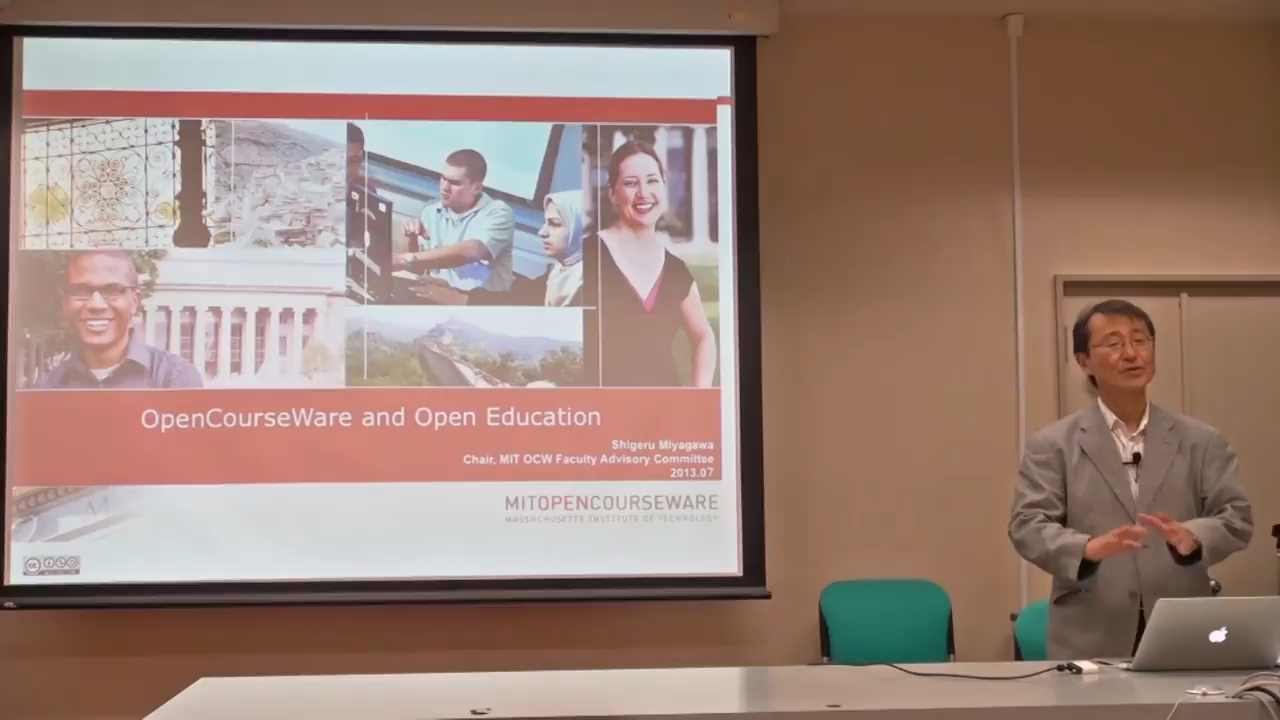 OpenCourseWare and Open Education
Shigeru Miyagawa
Chair, MIT OCW Faculty Advisory Committee
2013.07
MITOPENCOURSEWARE
MASSACHUSETTS INSTITUTE OF TECHNOLOGY
cc